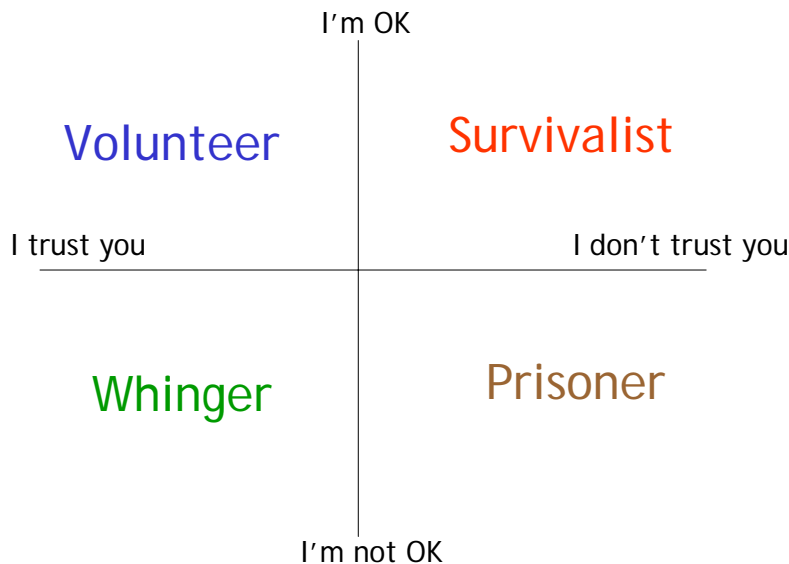 I'm OK
Volunteer
Survivalist
I trust you
I don't trust you
Whinger
Prisoner
I'm not OK